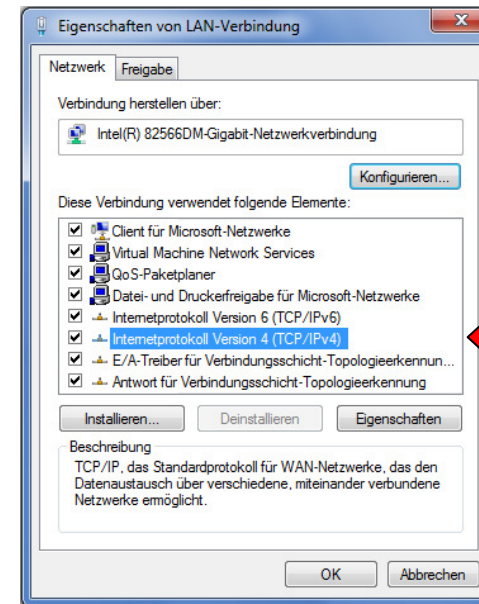 Eigenschaften von LAN-Verbindung
Netzwerk Freigabe
Verbindung herstellen über:
Intel(R) 82566DM-Gigabit-Netzwerkverbindung
Konfigurieren...
Diese Verbindung verwendet folgende Elemente:
Client für Microsoft-Netzwerke
Virtual Machine Network Services
QoS-Paketplaner
Datei- und Druckerfreigabe für Microsoft-Netzwerke
Internetprotokoll Version 6 (TCP/IPv6)
Internetprotokoll Version 4 (TCP/IPv4)
E/A-Treiber für Verbindungsschicht-Topologieerkennun...
Antwort für Verbindungsschicht-Topologieerkennung
Installieren... Deinstallieren Eigenschaften
Beschreibung
TCP/IP, das Standardprotokoll für WAN-Netzwerke, das den
Datenaustausch über verschiedene, miteinander verbundene
Netzwerke ermöglicht.
OK Abbrechen